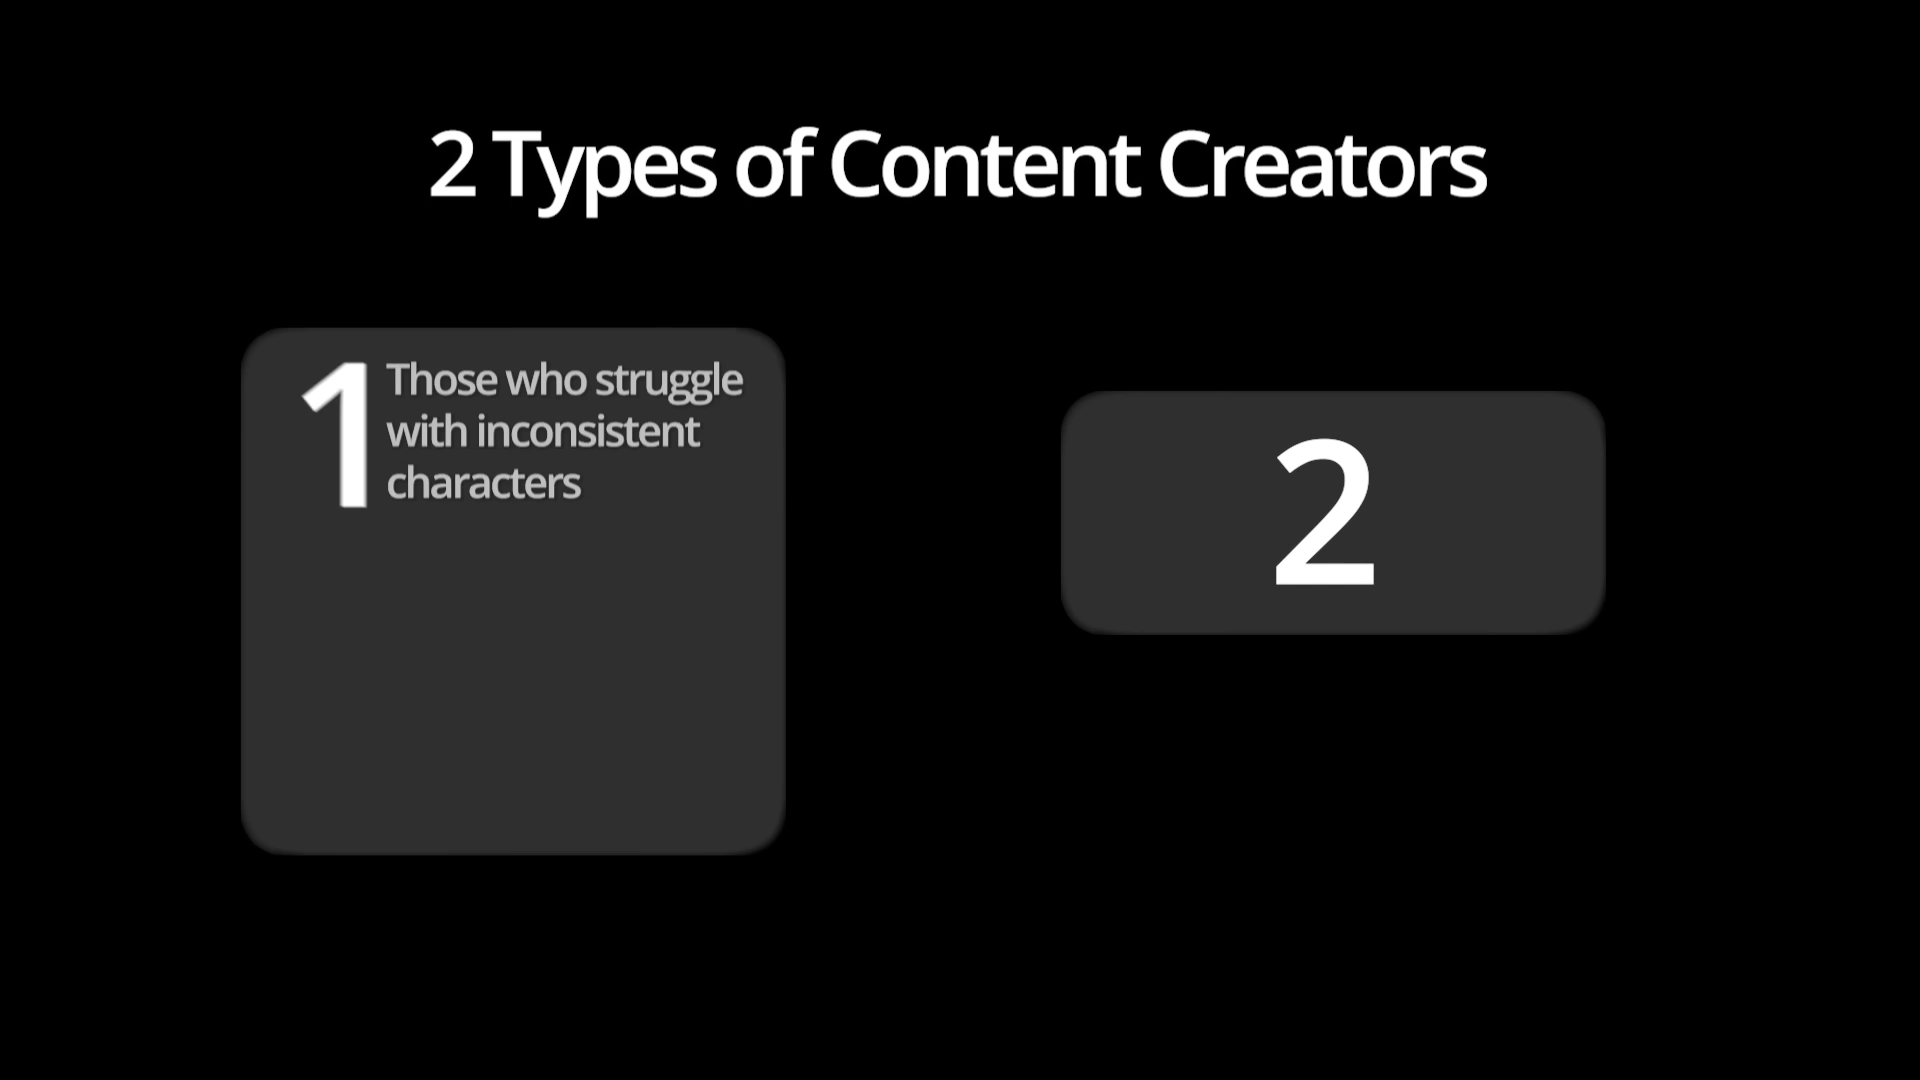 2 Types of Content Creators
1
Those who struggle
with inconsistent
characters
2